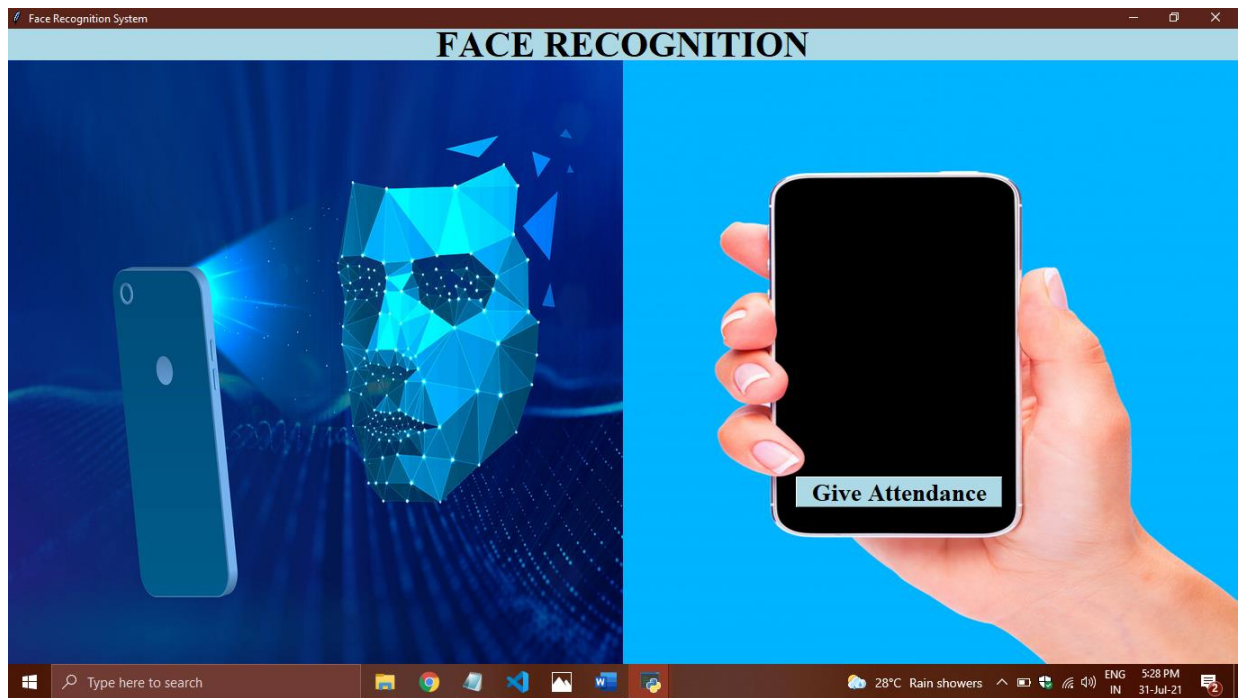 Face Recognition System
FACE RECOGNITION
Give Attendance
Type here to search
28°C Rain showers
ENG
IN
5:28 PM
31-Jul-21
2